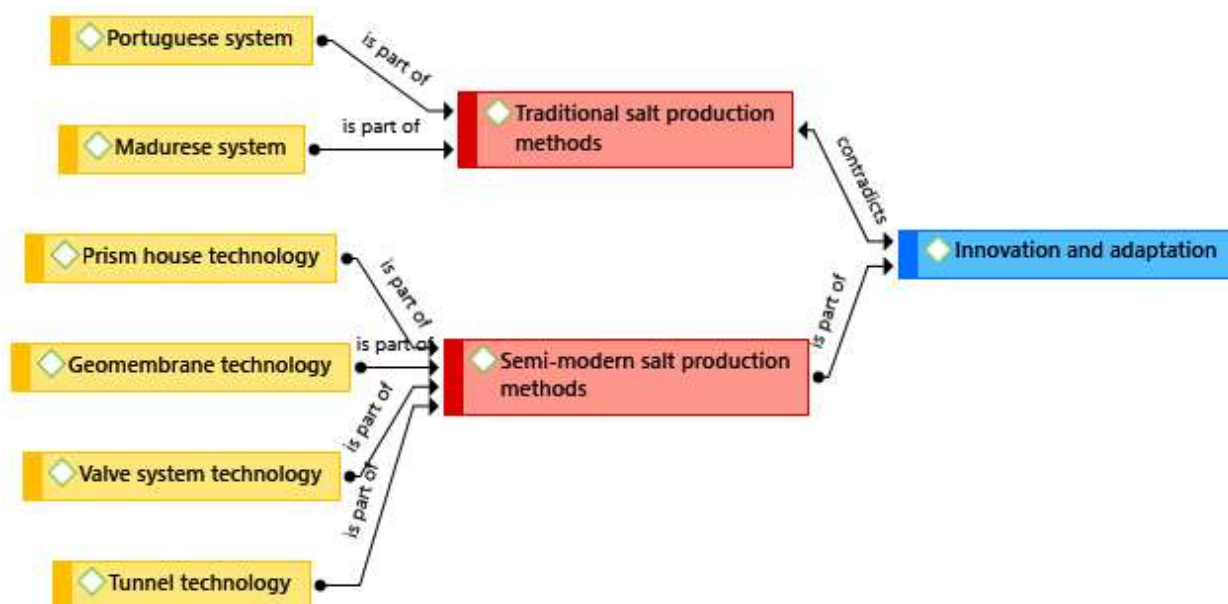 Portuguese system
is part of
Traditional salt production
methods
Madurese system
is part of
contradicts
Innovation and adaptation
Prism house technology
is part of
is part of
Geomembrane technology
is part of
Semi-modern salt production
methods
Valve system technology
is part of
is part of
Tunnel technology